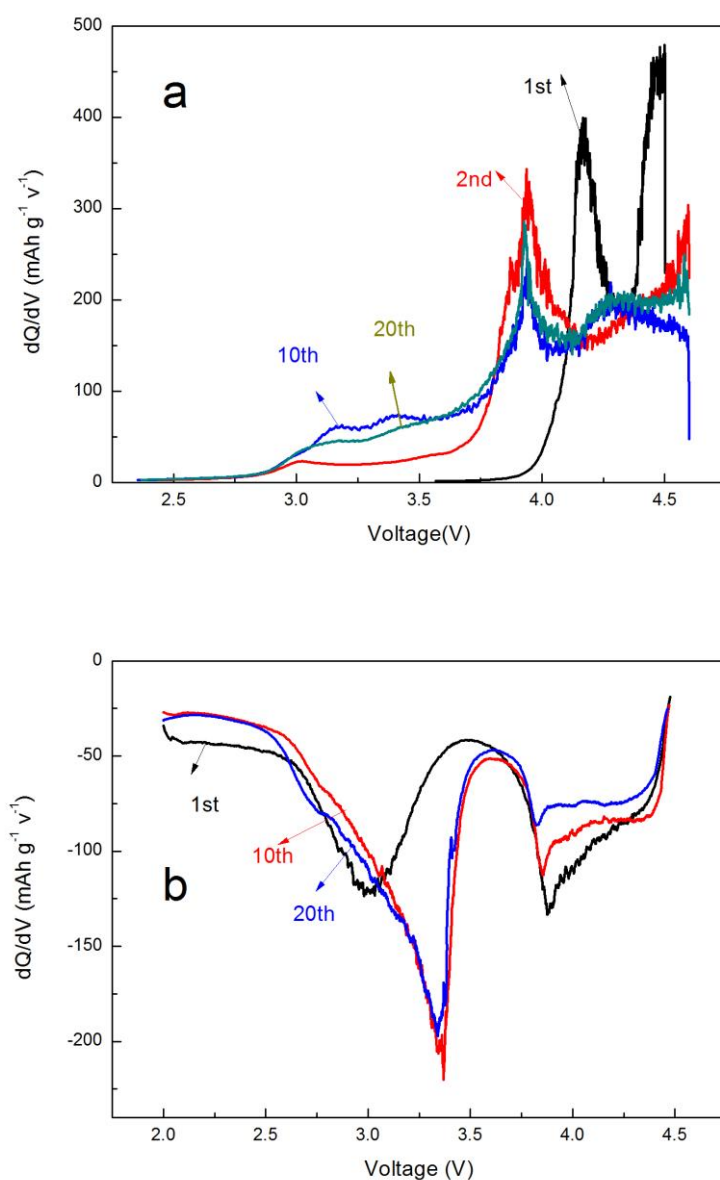 500
a
1st
400
2nd
300
dQ/dV (mAh g⁻¹ v⁻¹)
200
20th
10th
100
0
2.5 3.0 3.5 4.0 4.5
Voltage(V)
0
-50
1st
dQ/dV (mAh g⁻¹ v⁻¹)
-100
10th
b
20th
-150
-200
2.0 2.5 3.0 3.5 4.0 4.5
Voltage (V)